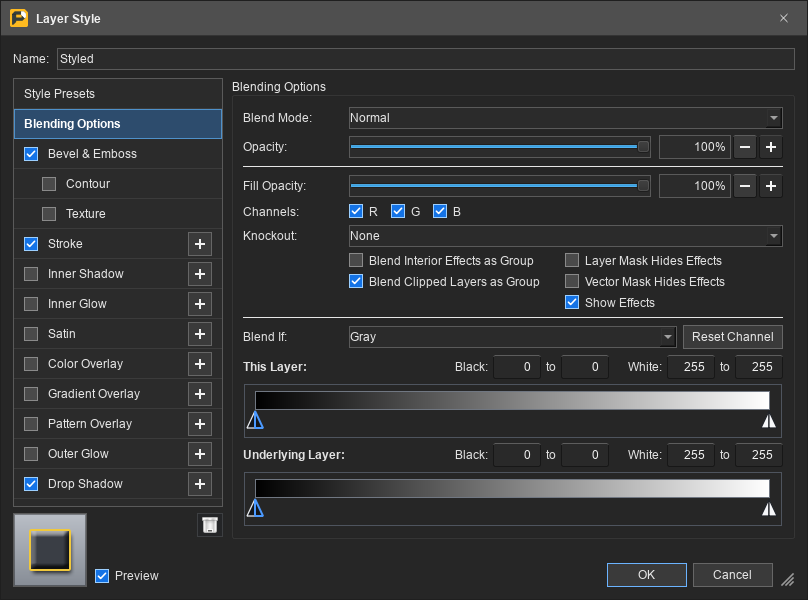 Layer Style
Name: Styled
Style Presets
Blending Options
Bevel & Emboss
Contour
Texture
Stroke
Inner Shadow
Inner Glow
Satin
Color Overlay
Gradient Overlay
Pattern Overlay
Outer Glow
Drop Shadow
Preview
Blending Options
Blend Mode: Normal
Opacity: 100%
Fill Opacity: 100%
Channels: R G B
Knockout: None
Blend Interior Effects as Group Layer Mask Hides Effects
Blend Clipped Layers as Group Vector Mask Hides Effects
Show Effects
Blend If: Gray Reset Channel
This Layer: Black: 0 to 0 White: 255 to 255
Underlying Layer: Black: 0 to 0 White: 255 to 255
OK Cancel